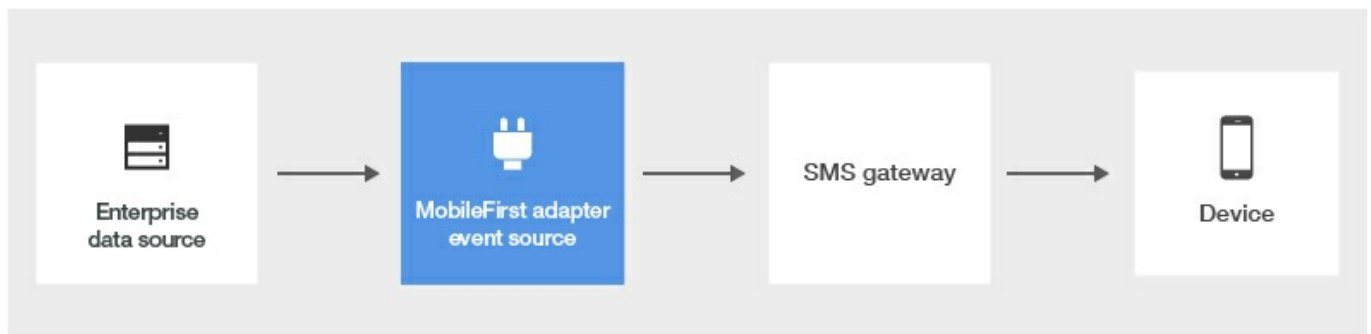 Enterprise
data source
MobileFirst adapter
event source
SMS gateway
Device